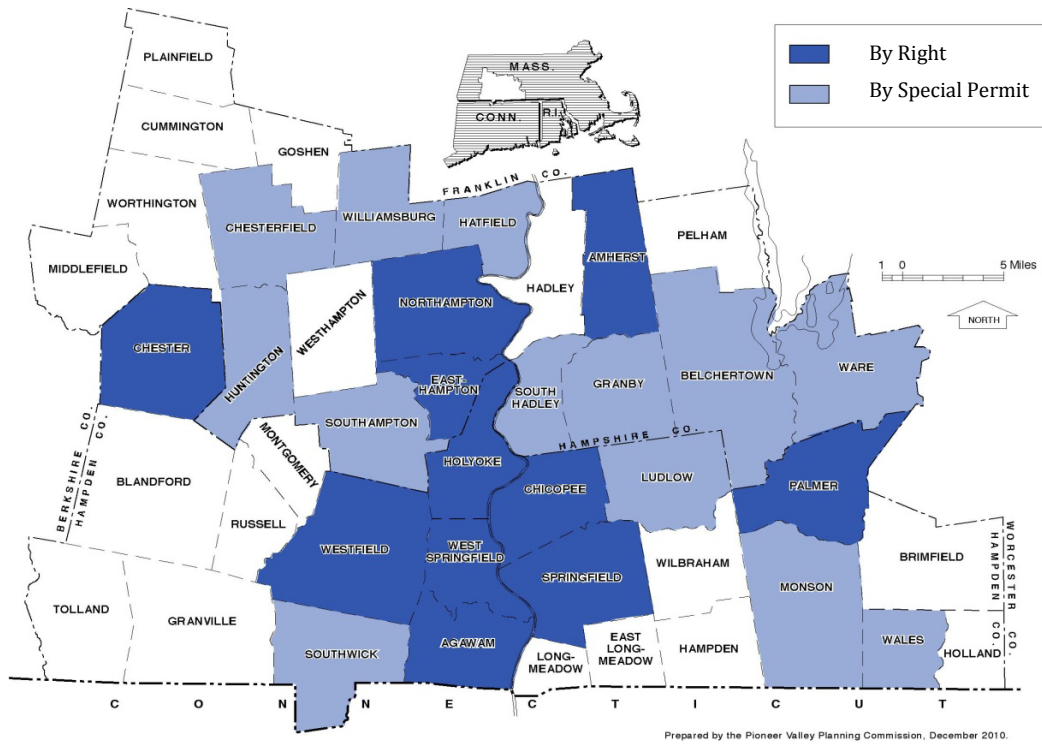 By Right
By Special Permit
MASS.
CONN.
R.I.
PLAINFIELD
CUMMINGTON
GOSHEN
WORTHINGTON
CHESTERFIELD
WILLIAMSBURG
HATFIELD
FRANKLIN CO.
MIDDLEFIELD
PELHAM
AMHERST
HADLEY
1 0 5 Miles
NORTH
NORTHAMPTON
WESTHAMPTON
CHESTER
HUNTINGTON
EAST-
HAMPTON
SOUTH
HADLEY
GRANBY
BELCHERTOWN
WARE
SOUTHAMPTON
HAMPSHIRE CO.
MONTGOMERY
HOLYOKE
BERKSHIRE CO.
HAMPDEN CO.
BLANDFORD
CHICOPEE
LUDLOW
PALMER
RUSSELL
WESTFIELD
WEST
SPRINGFIELD
SPRINGFIELD
WILBRAHAM
BRIMFIELD
WORCESTER CO.
HAMPDEN CO.
MONSON
TOLLAND
GRANVILLE
SOUTHWICK
AGAWAM
LONG-
MEADOW
EAST
LONG-
MEADOW
HAMPDEN
WALES
HOLLAND
CONNECTICUT
Prepared by the Pioneer Valley Planning Commission, December 2010.